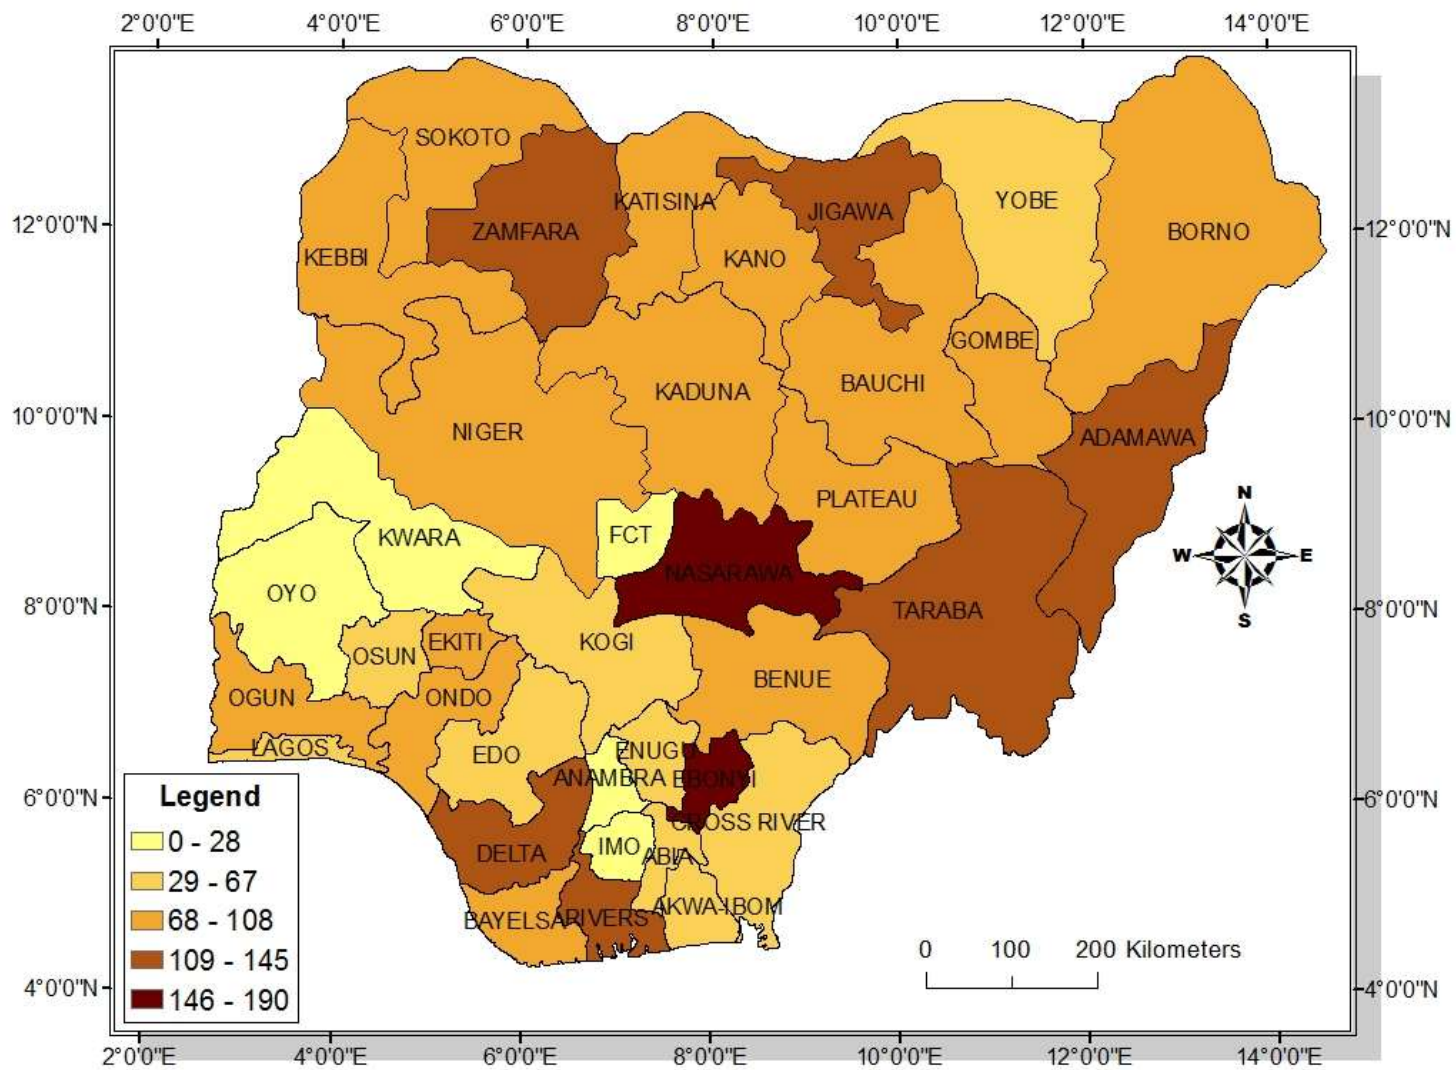 2°0'0"E 4°0'0"E 6°0'0"E 8°0'0"E 10°0'0"E 12°0'0"E 14°0'0"E
SOKOTO
12°0'0"N KATISINA YOBE 12°0'0"N
ZAMFARA JIGAWA BORNO
KEBBI KANO
GOMBE
KADUNA BAUCHI
10°0'0"N NIGER ADAMAWA 10°0'0"N
PLATEAU
N
KWARA FCT
W E
NASARAWA
OYO
8°0'0"N TARABA 8°0'0"N
S
OSUN EKITI KOGI
BENUE
OGUN ONDO
LAGOS EDO ENUGU
ANAMBRA EBONYI
6°0'0"N 6°0'0"N
CROSS RIVER
DELTA IMO ABIA
BAYELSA RIVERS AKWA-IBOM
Legend
0 - 28
29 - 67
68 - 108
109 - 145
146 - 190
0 100 200 Kilometers
4°0'0"N 4°0'0"N
2°0'0"E 4°0'0"E 6°0'0"E 8°0'0"E 10°0'0"E 12°0'0"E 14°0'0"E